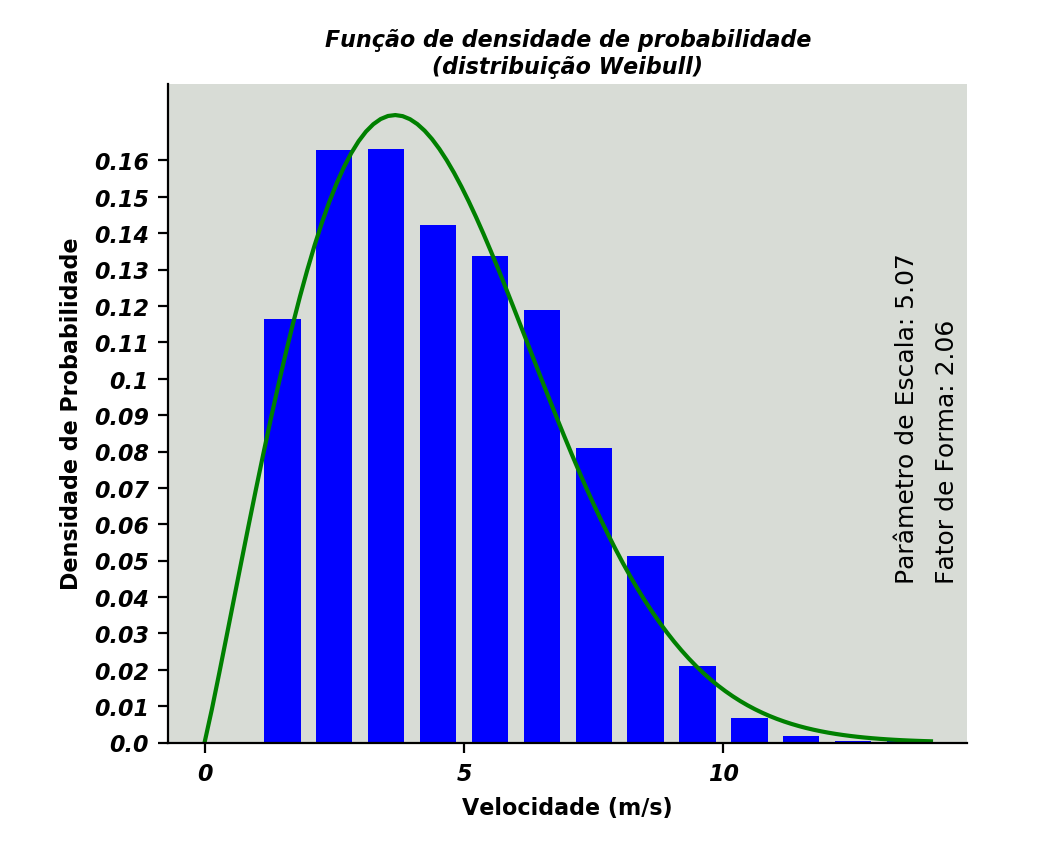 Função de densidade de probabilidade
(distribuição Weibull)
Densidade de Probabilidade
0.16
0.15
0.14
0.13
0.12
0.11
0.1
0.09
0.08
0.07
0.06
0.05
0.04
0.03
0.02
0.01
0.0
Parâmetro de Escala: 5.07
Fator de Forma: 2.06
0 5 10
Velocidade (m/s)